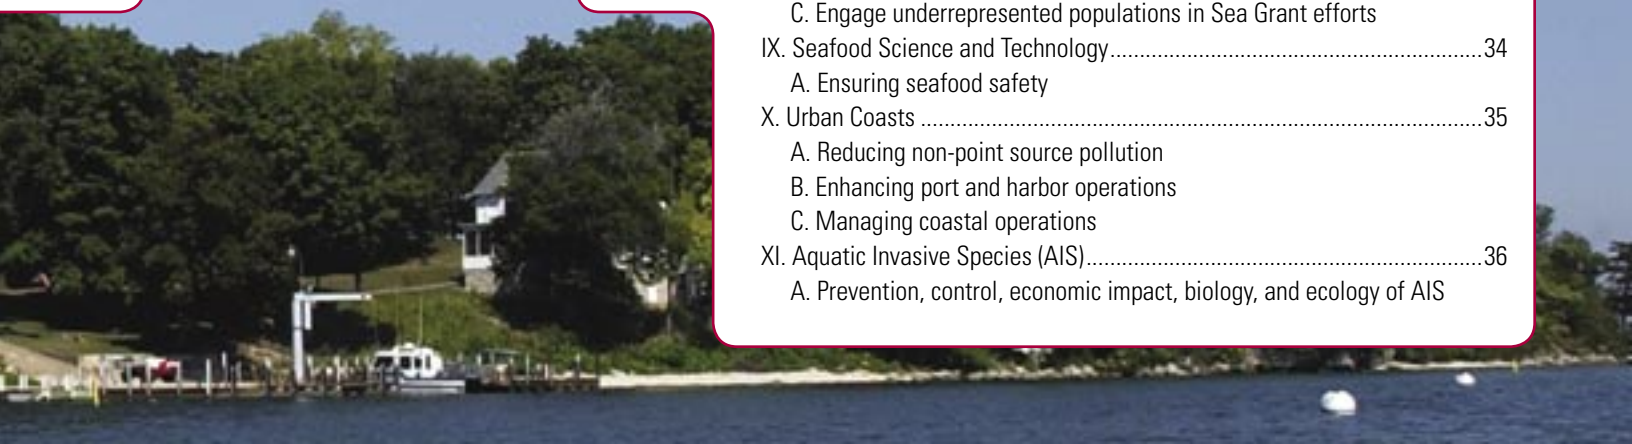 C. Engage underrepresented populations in Sea Grant efforts
IX. Seafood Science and Technology...................................................34
A. Ensuring seafood safety
X. Urban Coasts .............................................................................35
A. Reducing non-point source pollution
B. Enhancing port and harbor operations
C. Managing coastal operations
XI. Aquatic Invasive Species (AIS)......................................................36
A. Prevention, control, economic impact, biology, and ecology of AIS